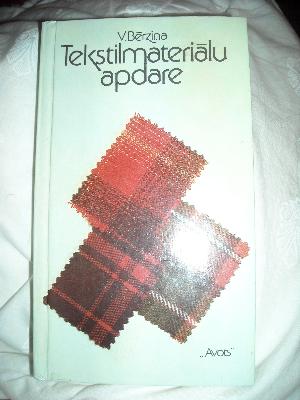 V. Bērziņa
Tekstilmateriālu
apdare
„Avots"